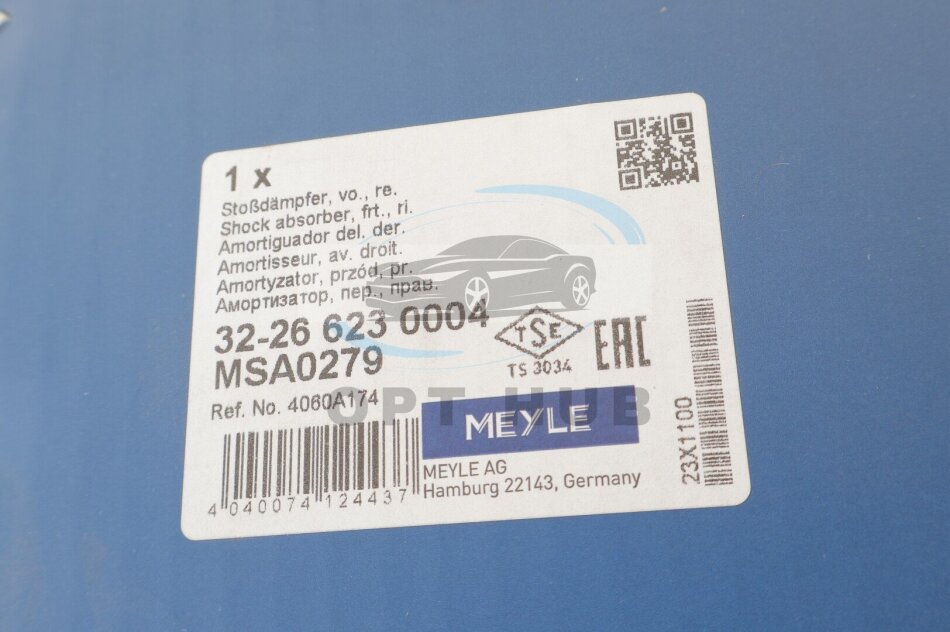 1 x
Stoßdämpfer, vo., re.
Shock absorber, frt., ri.
Amortiguador del. der.
Amortisseur, av. droit.
Amortyzator, przód, pr.
Амортизатор, пер., прав.
32-26 623 0004
MSA0279
Ref. No. 4060A174
TSE
TS 3034
EAC
OPT HUB
MEYLE
MEYLE AG
Hamburg 22143, Germany
4 040074 124437
23X1100